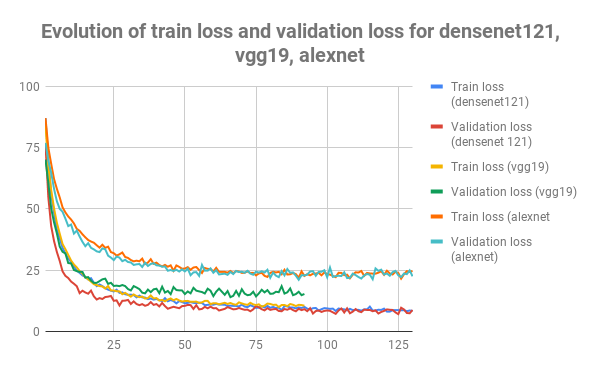 Evolution of train loss and validation loss for densenet121,
vgg19, alexnet
100
75
50
25
0
25
50
75
100
125
Train loss
(densenet121)
Validation loss
(densenet 121)
Train loss (vgg19)
Validation loss (vgg19)
Train loss (alexnet
Validation loss
(alexnet)